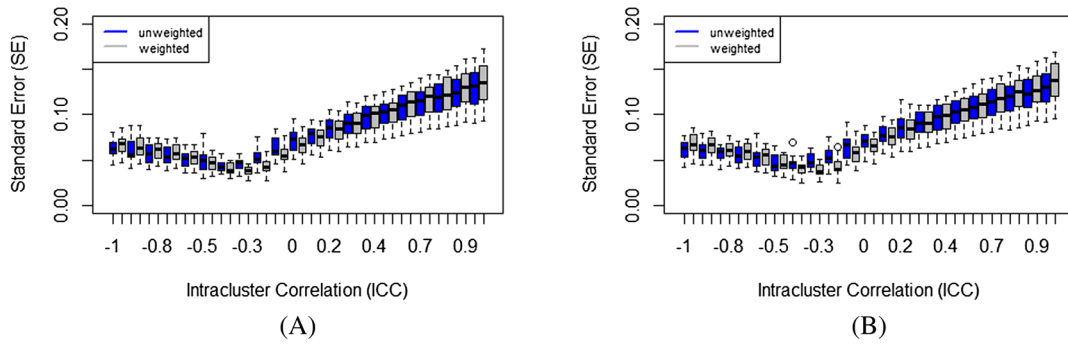 Standard Error (SE)
0.20
0.10
0.00
unweighted
weighted
-1 -0.8 -0.5 -0.3 0 0.2 0.4 0.7 0.9
Intracluster Correlation (ICC)
(A)
Standard Error (SE)
0.20
0.10
0.00
unweighted
weighted
-1 -0.8 -0.5 -0.3 0 0.2 0.4 0.7 0.9
Intracluster Correlation (ICC)
(B)